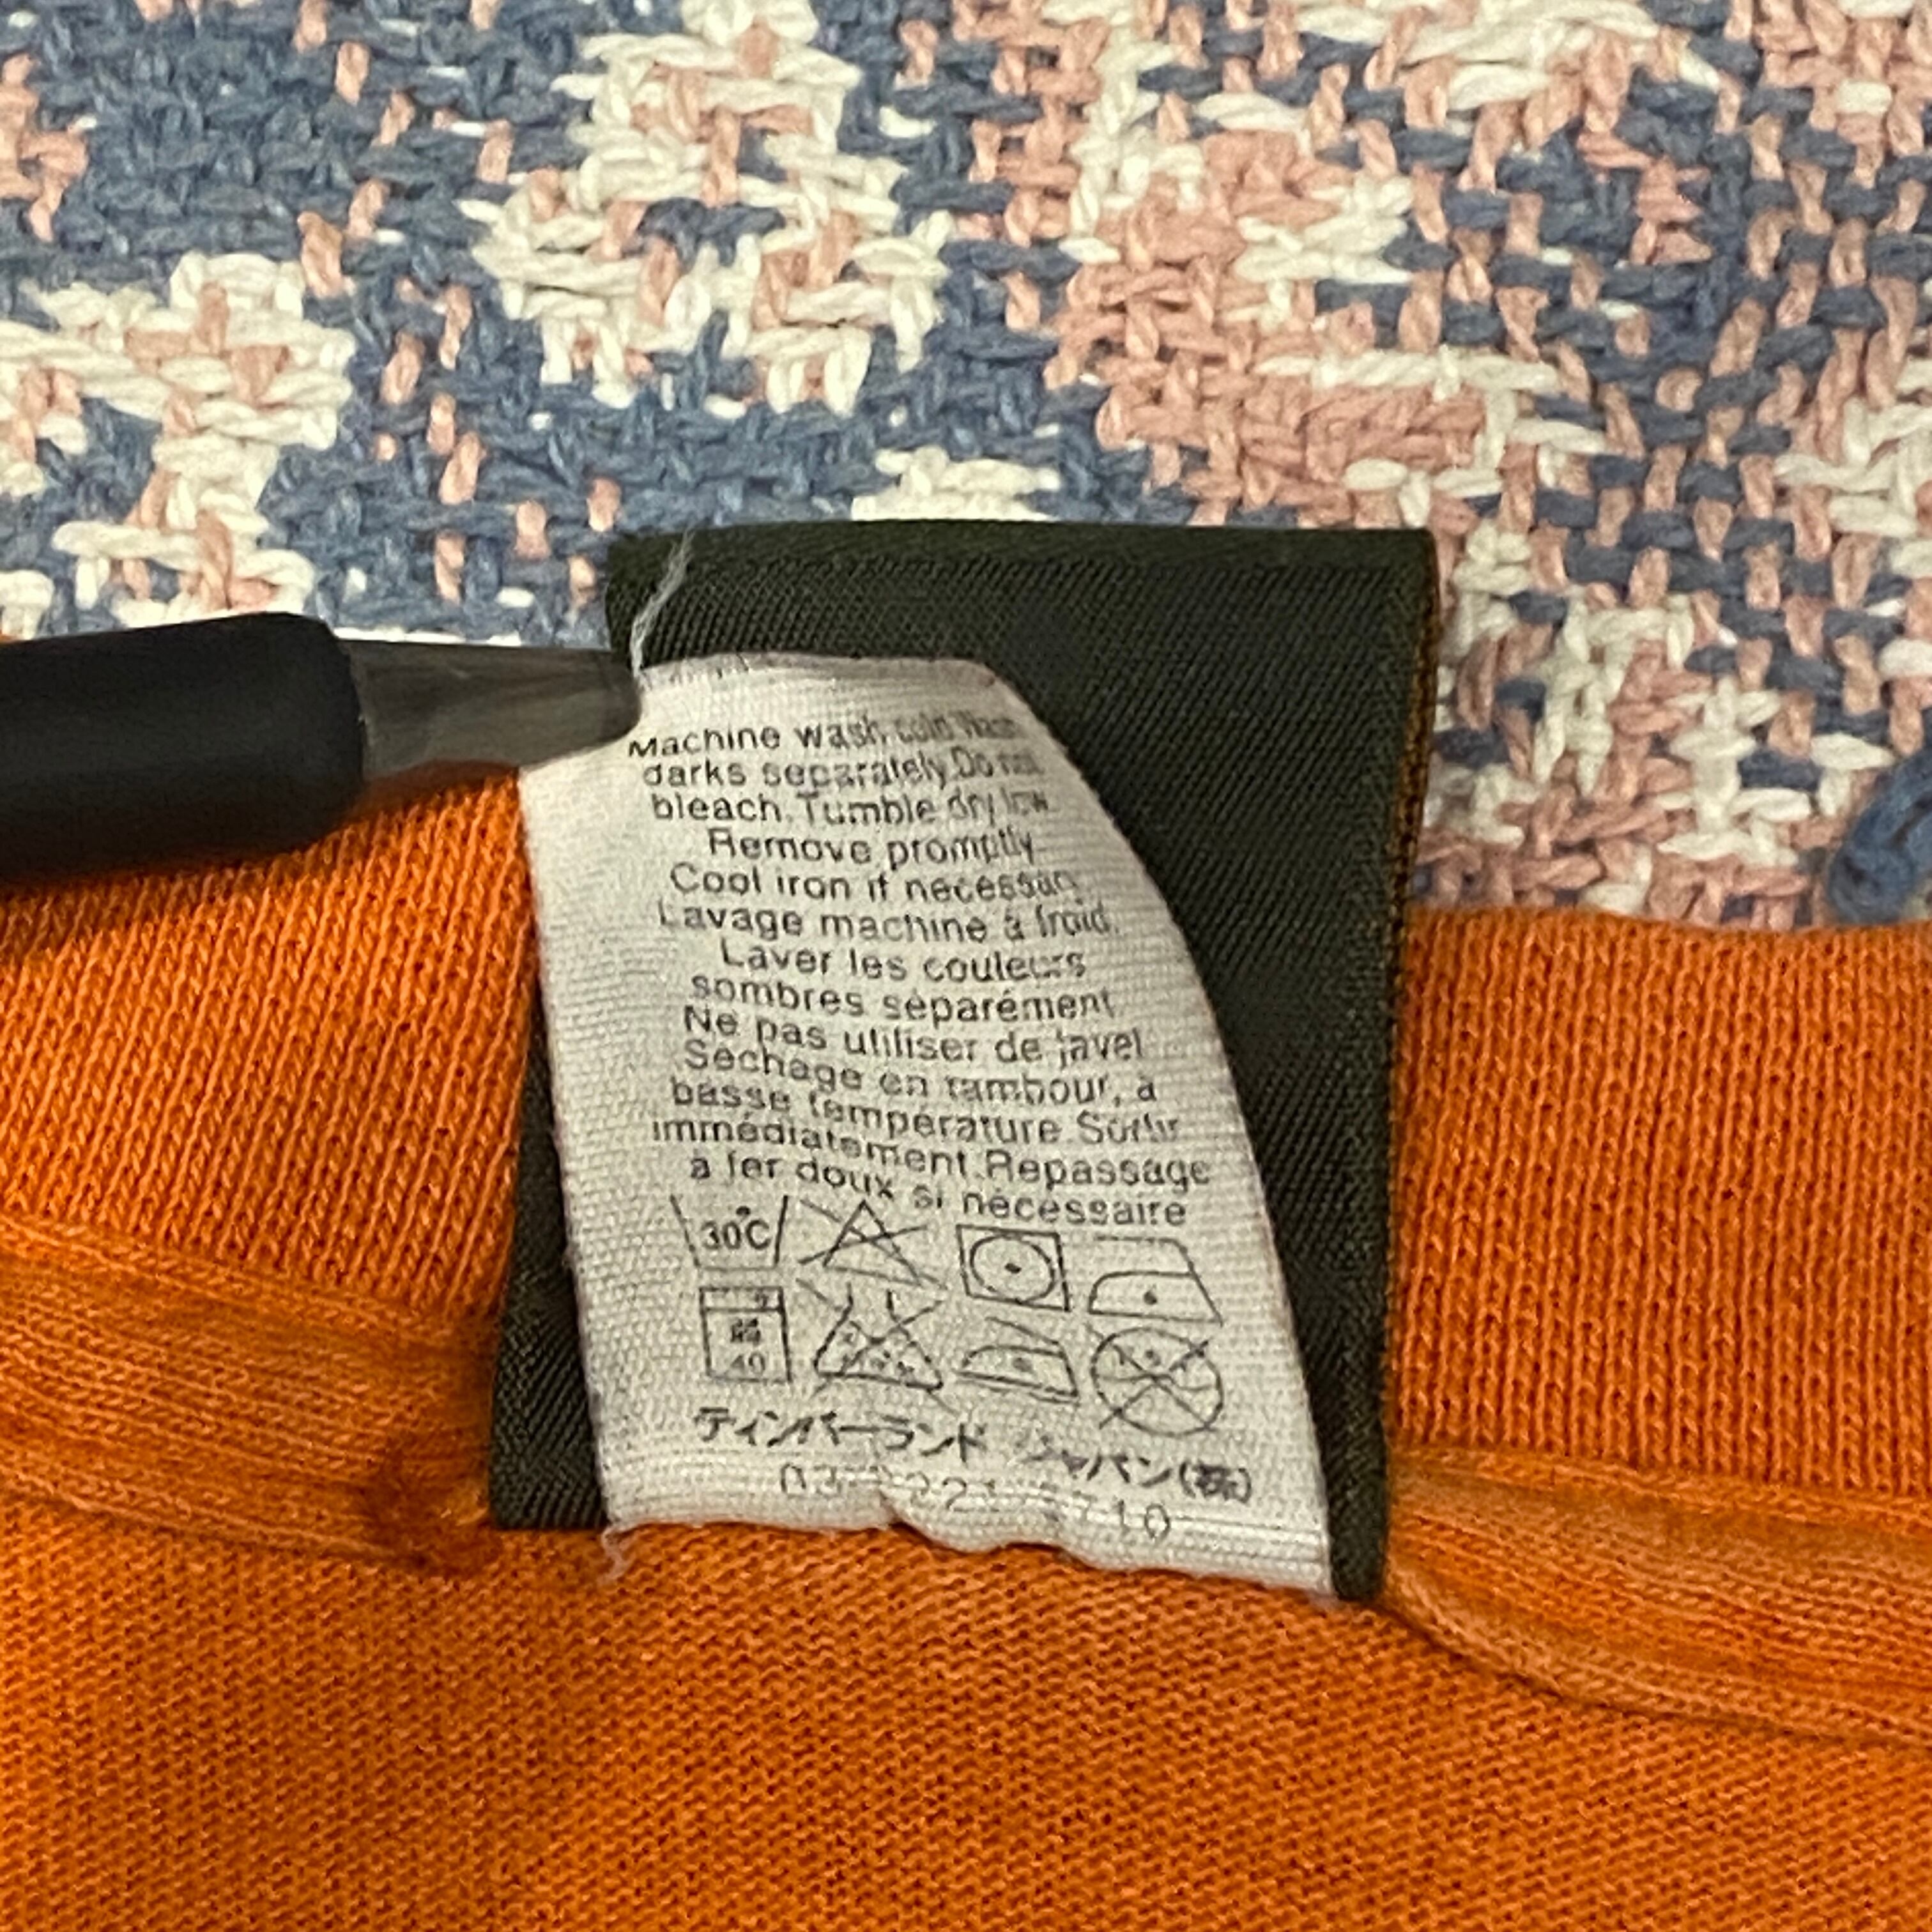 Machine wash cold Wash
darks separately. Do not
bleach. Tumble dry low.
Remove promptly.
Cool iron if necessary
Lavage machine à froid.
Laver les couleurs
sombres séparément.
Ne pas utiliser de javel
Séchage en tambour, à
basse température. Sortir
immédiatement. Repassage
à fer doux si nécessaire
30°C
弱
40
ティンバーランド ジャパン(株)